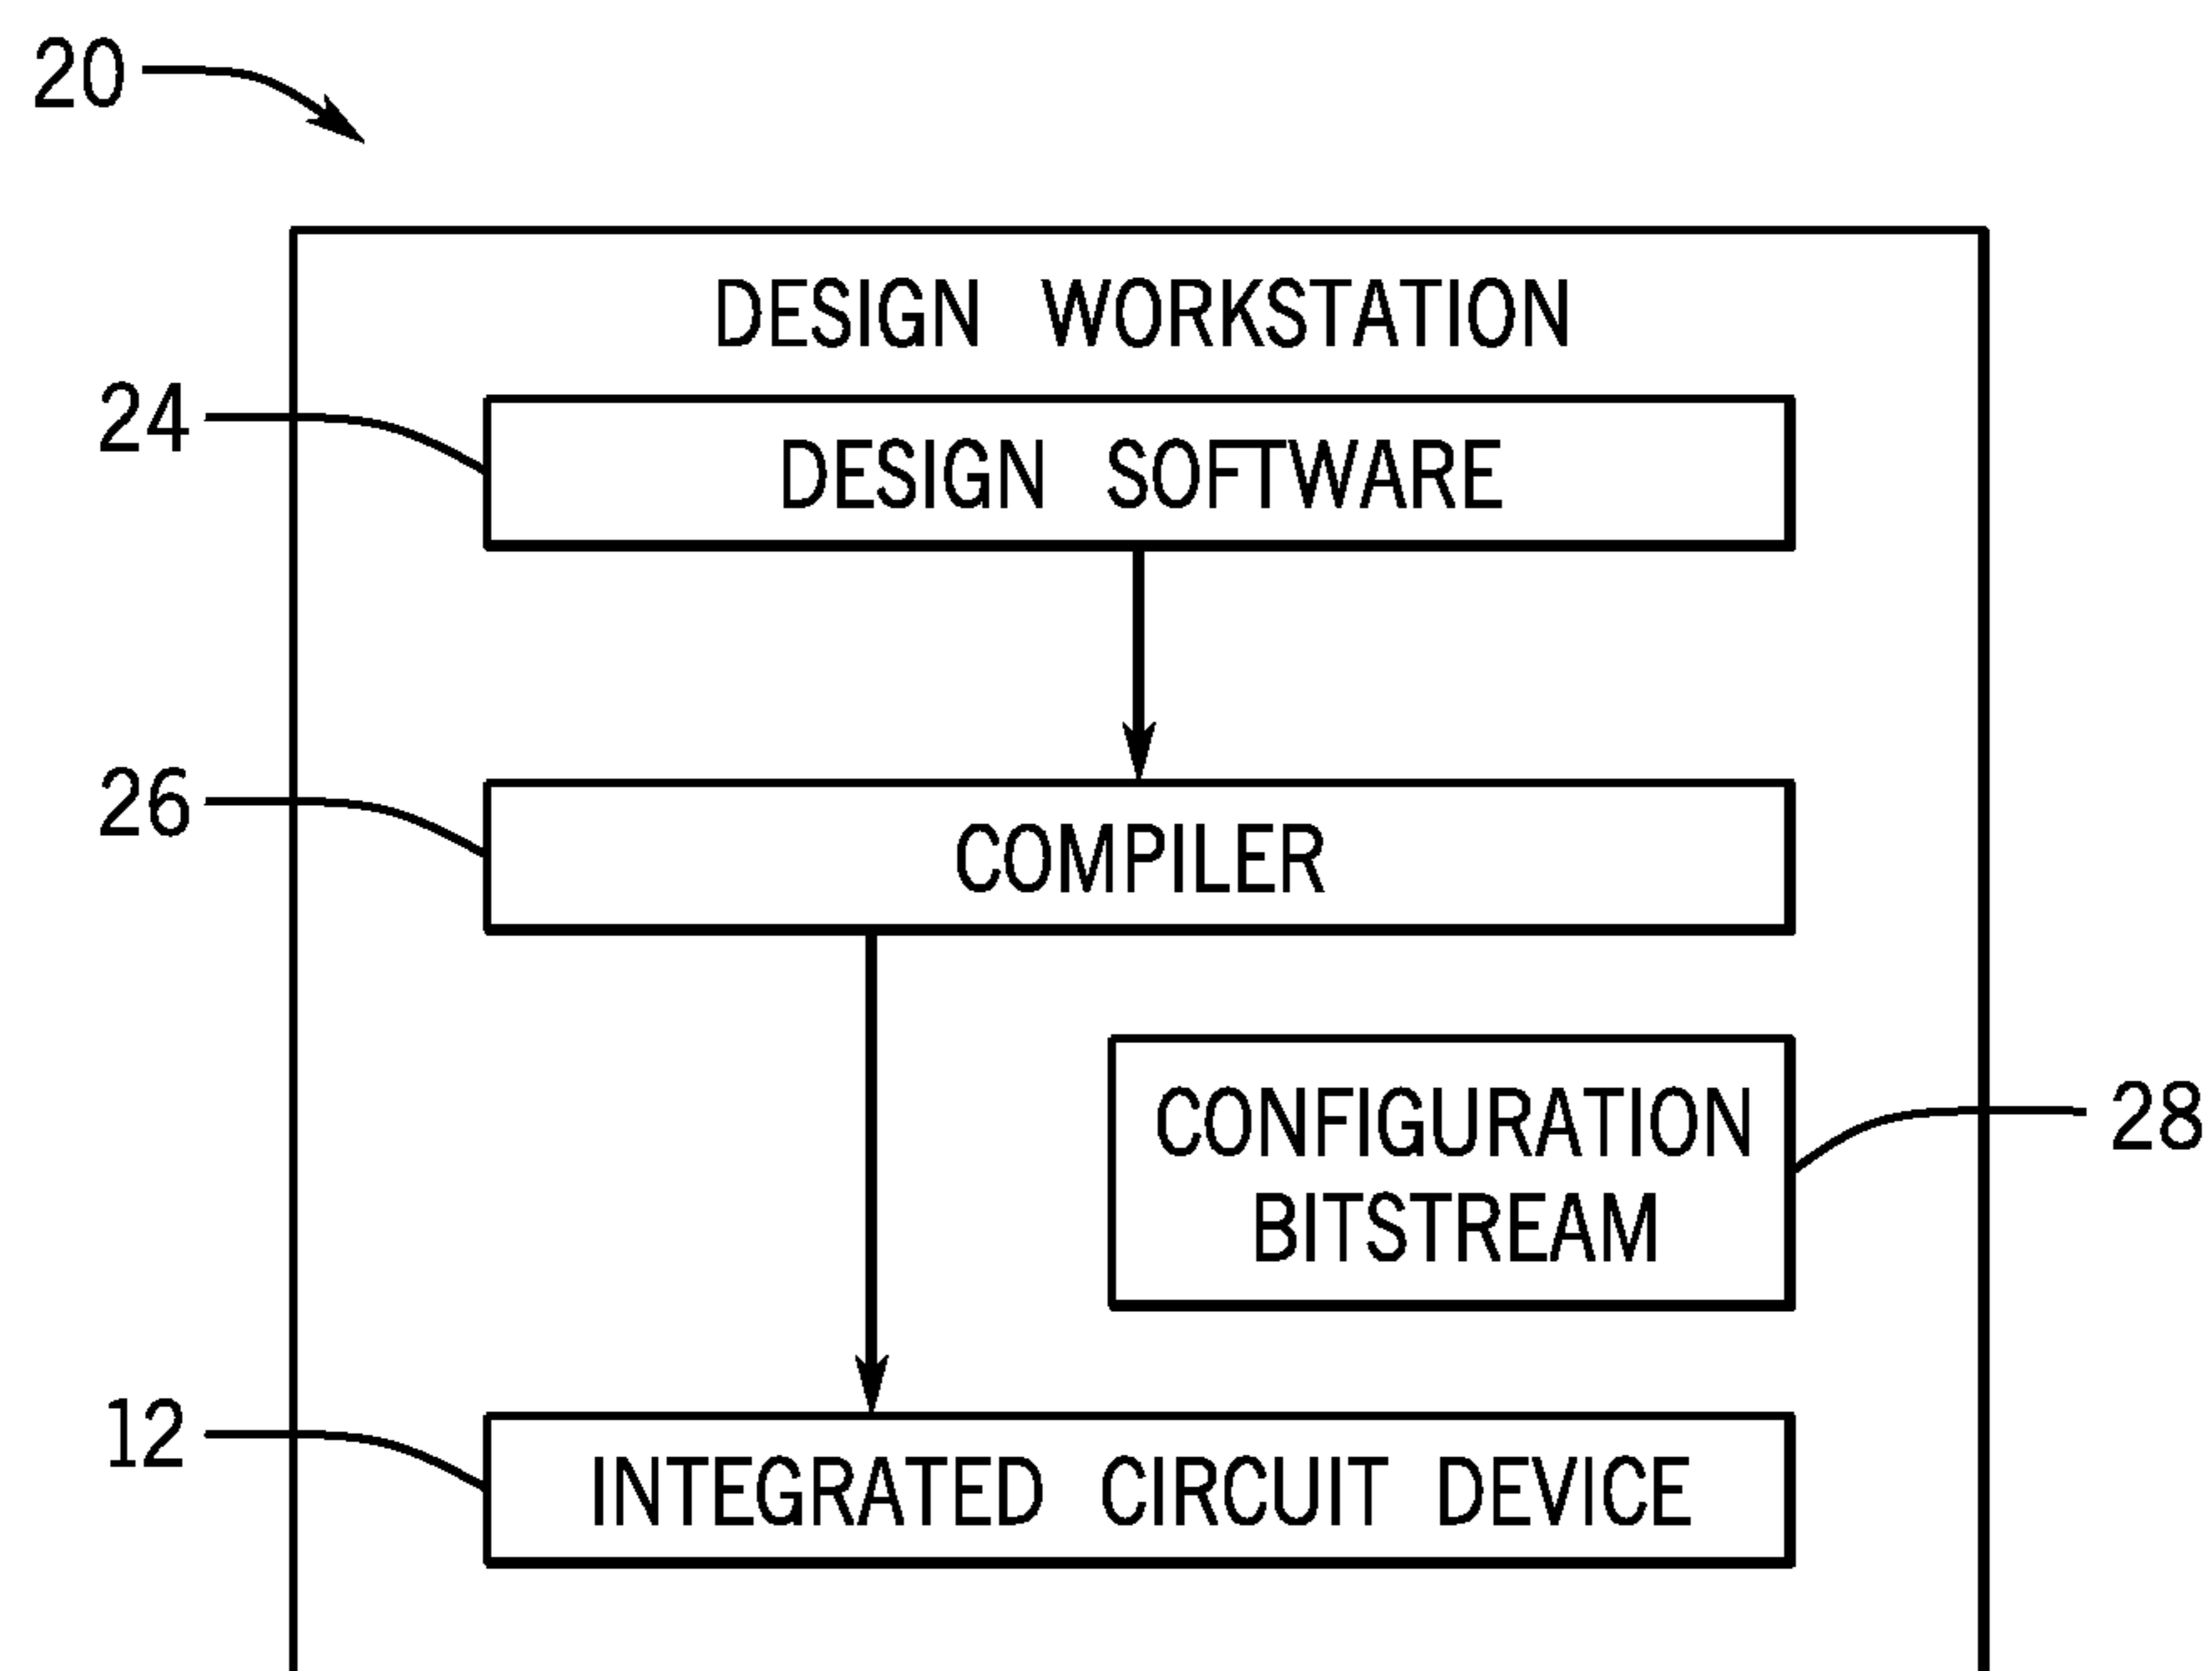 20
DESIGN WORKSTATION
24
DESIGN SOFTWARE
26
COMPILER
CONFIGURATION
BITSTREAM
28
12
INTEGRATED CIRCUIT DEVICE